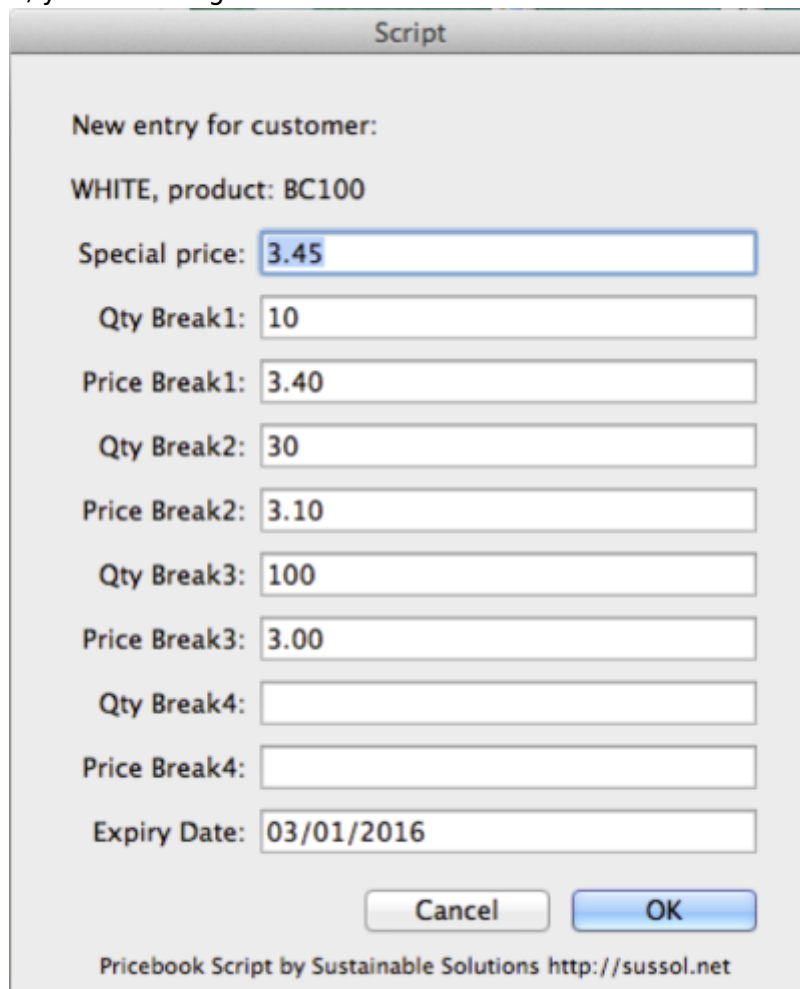 Script
New entry for customer:
WHITE, product: BC100
Special price: 3.45
Qty Break1: 10
Price Break1: 3.40
Qty Break2: 30
Price Break2: 3.10
Qty Break3: 100
Price Break3: 3.00
Qty Break4:
Price Break4:
Expiry Date: 03/01/2016
Cancel OK
Pricebook Script by Sustainable Solutions http://sussol.net